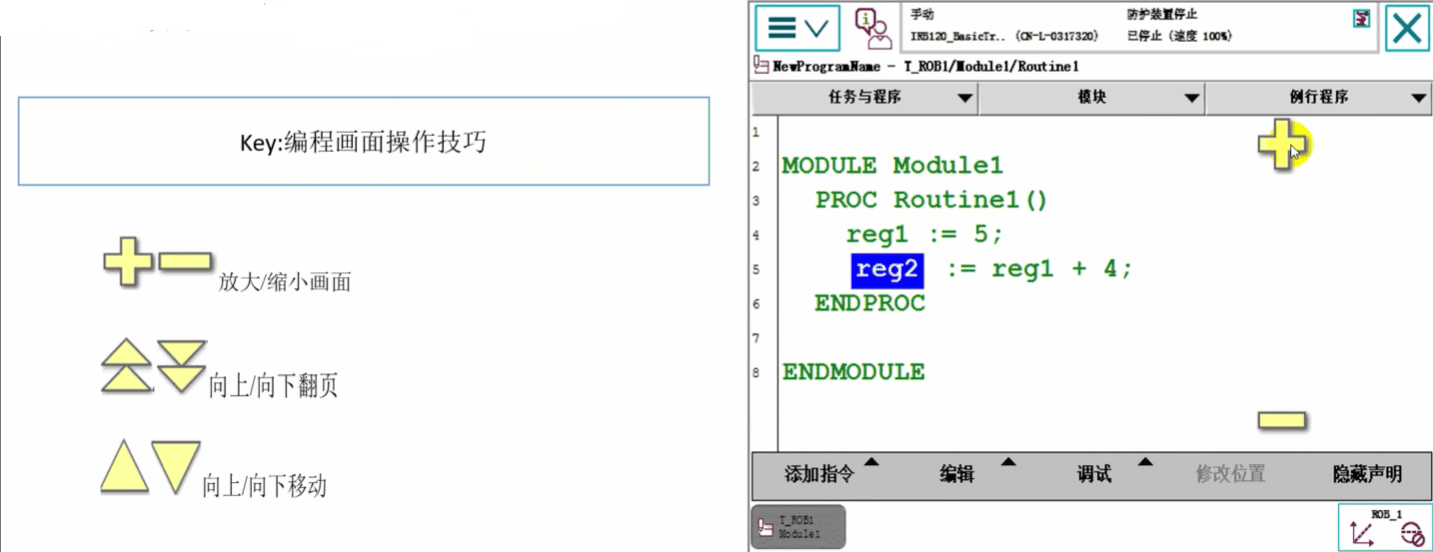 Key:编程画面操作技巧
放大/缩小画面
向上/向下翻页
向上/向下移动
手动
防护装置停止
IRB120_BasicTr.. (CN-L-0317320)
已停止 (速度 100%)
NewProgramName - T_ROB1/Module1/Routine1
任务与程序
模块
例行程序
1
2 MODULE Module1
3 PROC Routine1()
4 reg1 := 5;
5 reg2 := reg1 + 4;
6 ENDPROC
7
8 ENDMODULE
添加指令
编辑
调试
修改位置
隐藏声明
T_ROB1
Module1
ROB_1